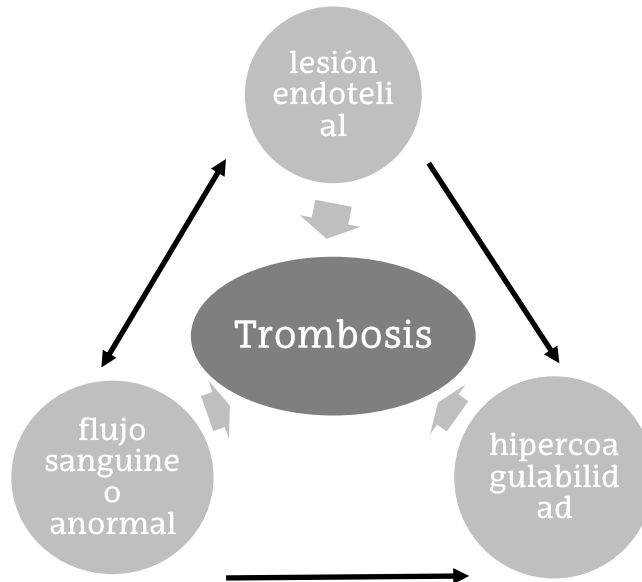 lesión
endoteli
al
Trombosis
flujo
sanguine
o
anormal
hipercoa
gulabilid
ad